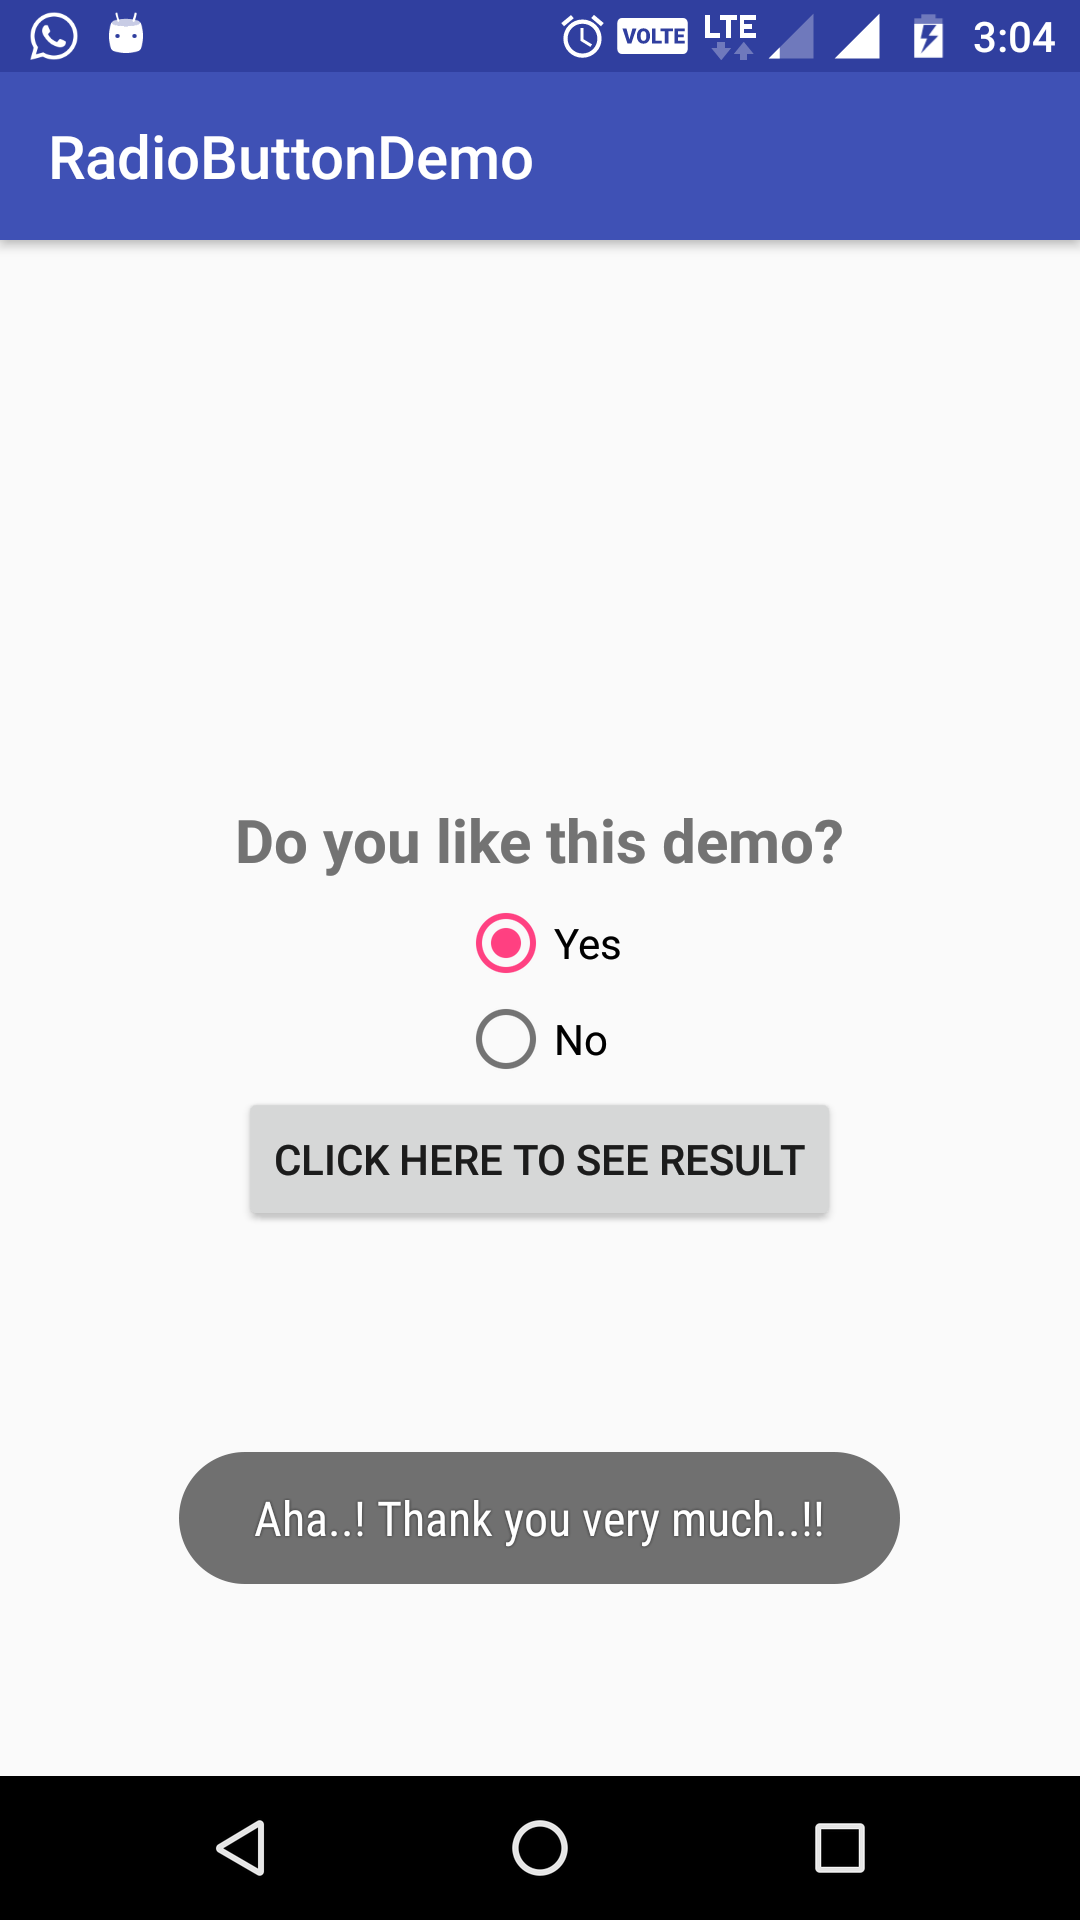 VOLTE LTE 3:04
RadioButtonDemo
Do you like this demo?
Yes
No
CLICK HERE TO SEE RESULT
Aha..! Thank you very much..!!